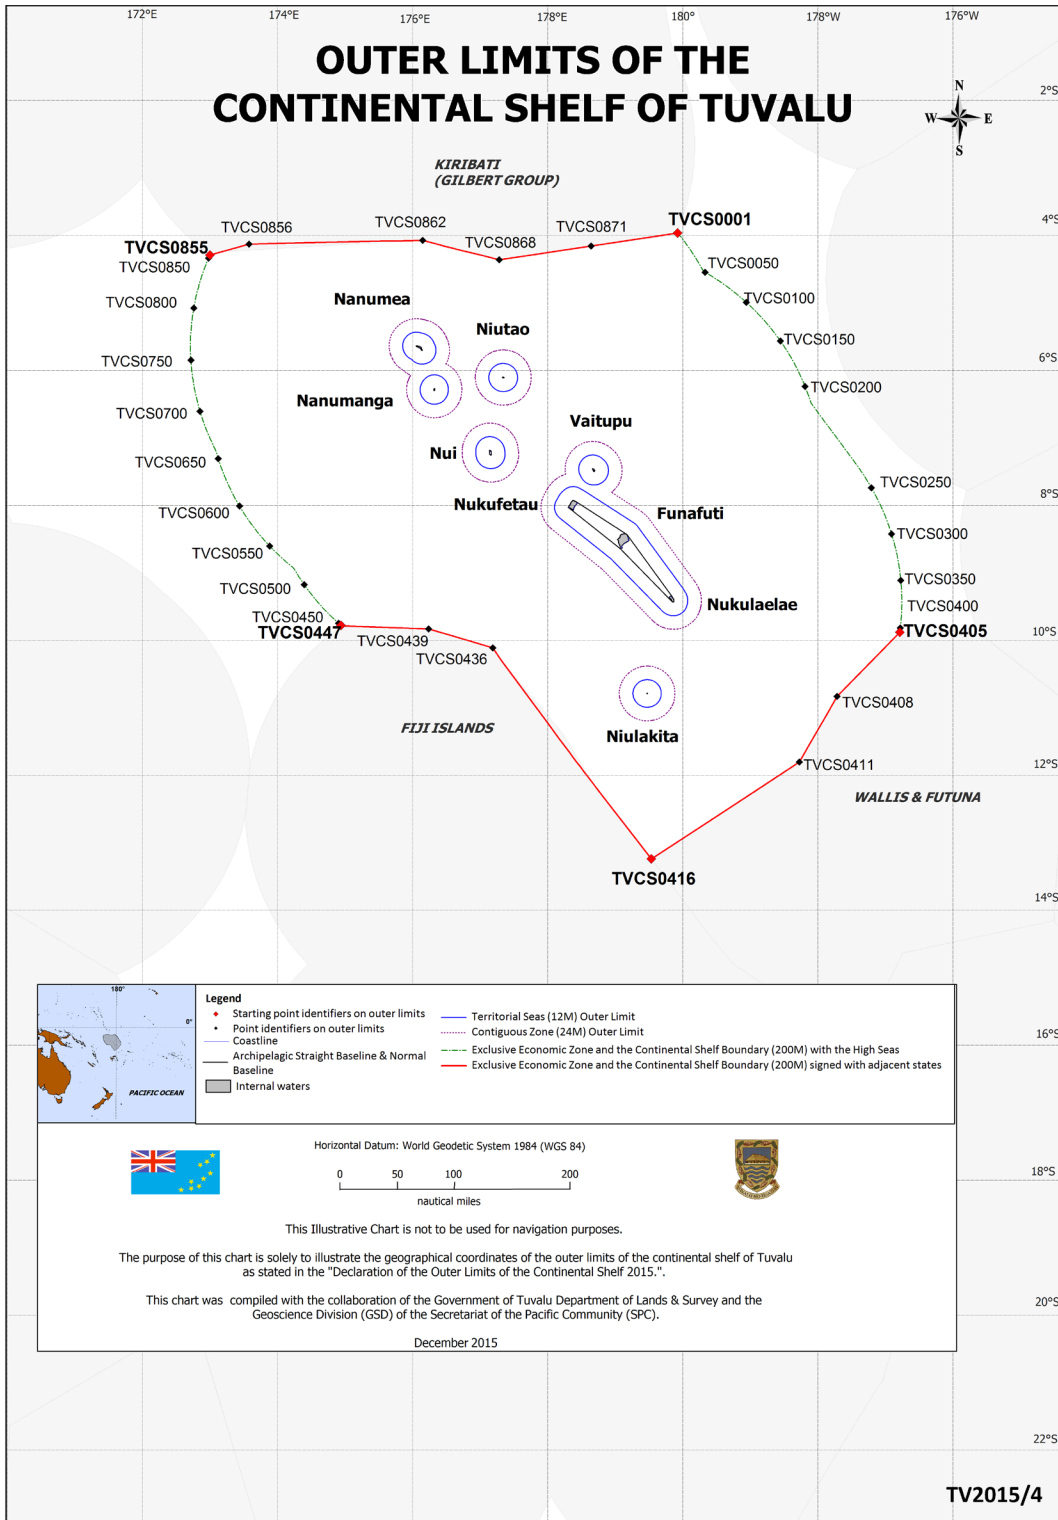 172°E 174°E 176°E 178°E 180° 178°W 176°W
OUTER LIMITS OF THE
CONTINENTAL SHELF OF TUVALU
N
W E
S
2°S
KIRIBATI
(GILBERT GROUP)
4°S
TVCS0001
TVCS0862
TVCS0856
TVCS0871
TVCS0868
TVCS0855
TVCS0850
TVCS0050
TVCS0800
TVCS0100
Nanumea
Niutao
TVCS0150
TVCS0750
6°S
TVCS0200
Nanumanga
TVCS0700
Vaitupu
Nui
TVCS0650
TVCS0250
8°S
Nukufetau
Funafuti
TVCS0600
TVCS0300
TVCS0550
TVCS0350
TVCS0500
Nukulaelae
TVCS0400
TVCS0450
TVCS0447
TVCS0405
TVCS0439
10°S
TVCS0436
TVCS0408
FIJI ISLANDS
Niulakita
TVCS0411
12°S
WALLIS & FUTUNA
TVCS0416
14°S
180°
0°
PACIFIC OCEAN
Legend
Starting point identifiers on outer limits
Point identifiers on outer limits
Coastline
Archipelagic Straight Baseline & Normal
Baseline
Internal waters
Territorial Seas (12M) Outer Limit
Contiguous Zone (24M) Outer Limit
Exclusive Economic Zone and the Continental Shelf Boundary (200M) with the High Seas
Exclusive Economic Zone and the Continental Shelf Boundary (200M) signed with adjacent states
16°S
Horizontal Datum: World Geodetic System 1984 (WGS 84)
0 50 100 200
nautical miles
18°S
This Illustrative Chart is not to be used for navigation purposes.
The purpose of this chart is solely to illustrate the geographical coordinates of the outer limits of the continental shelf of Tuvalu
as stated in the "Declaration of the Outer Limits of the Continental Shelf 2015.".
This chart was compiled with the collaboration of the Government of Tuvalu Department of Lands & Survey and the
Geoscience Division (GSD) of the Secretariat of the Pacific Community (SPC).
20°S
December 2015
22°S
TV2015/4